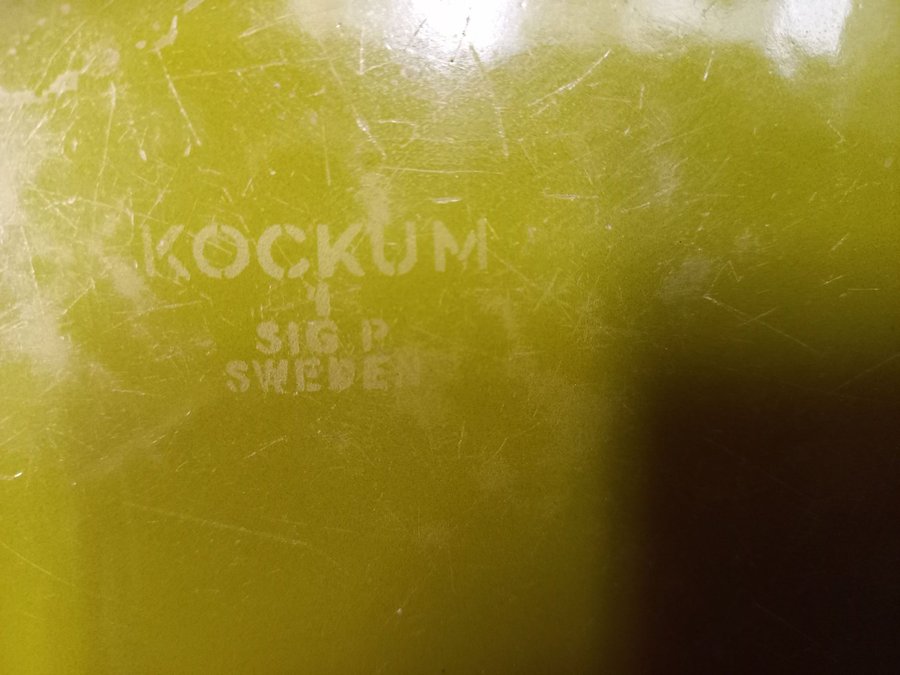 KOCKUM
SIG P.
SWEDEN